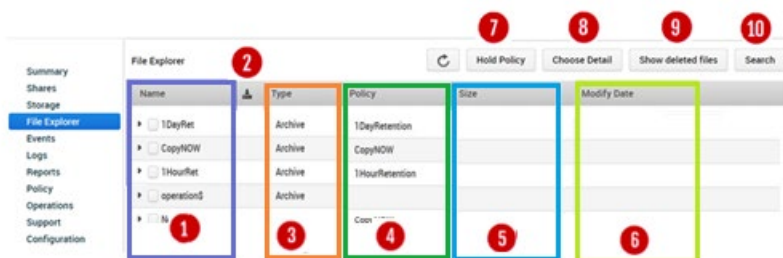 7 8 9 10
File Explorer 2 Hold Policy Choose Detail Show deleted files Search
Summary
Shares
Storage
File Explorer
Events
Logs
Reports
Policy
Operations
Support
Configuration
Name Type Policy Size Modify Date
1DayRet Archive 1DayRetention
CopyNOW Archive CopyNOW
1HourRet Archive 1HourRetention
operation$ Archive
1 3 4 5 6